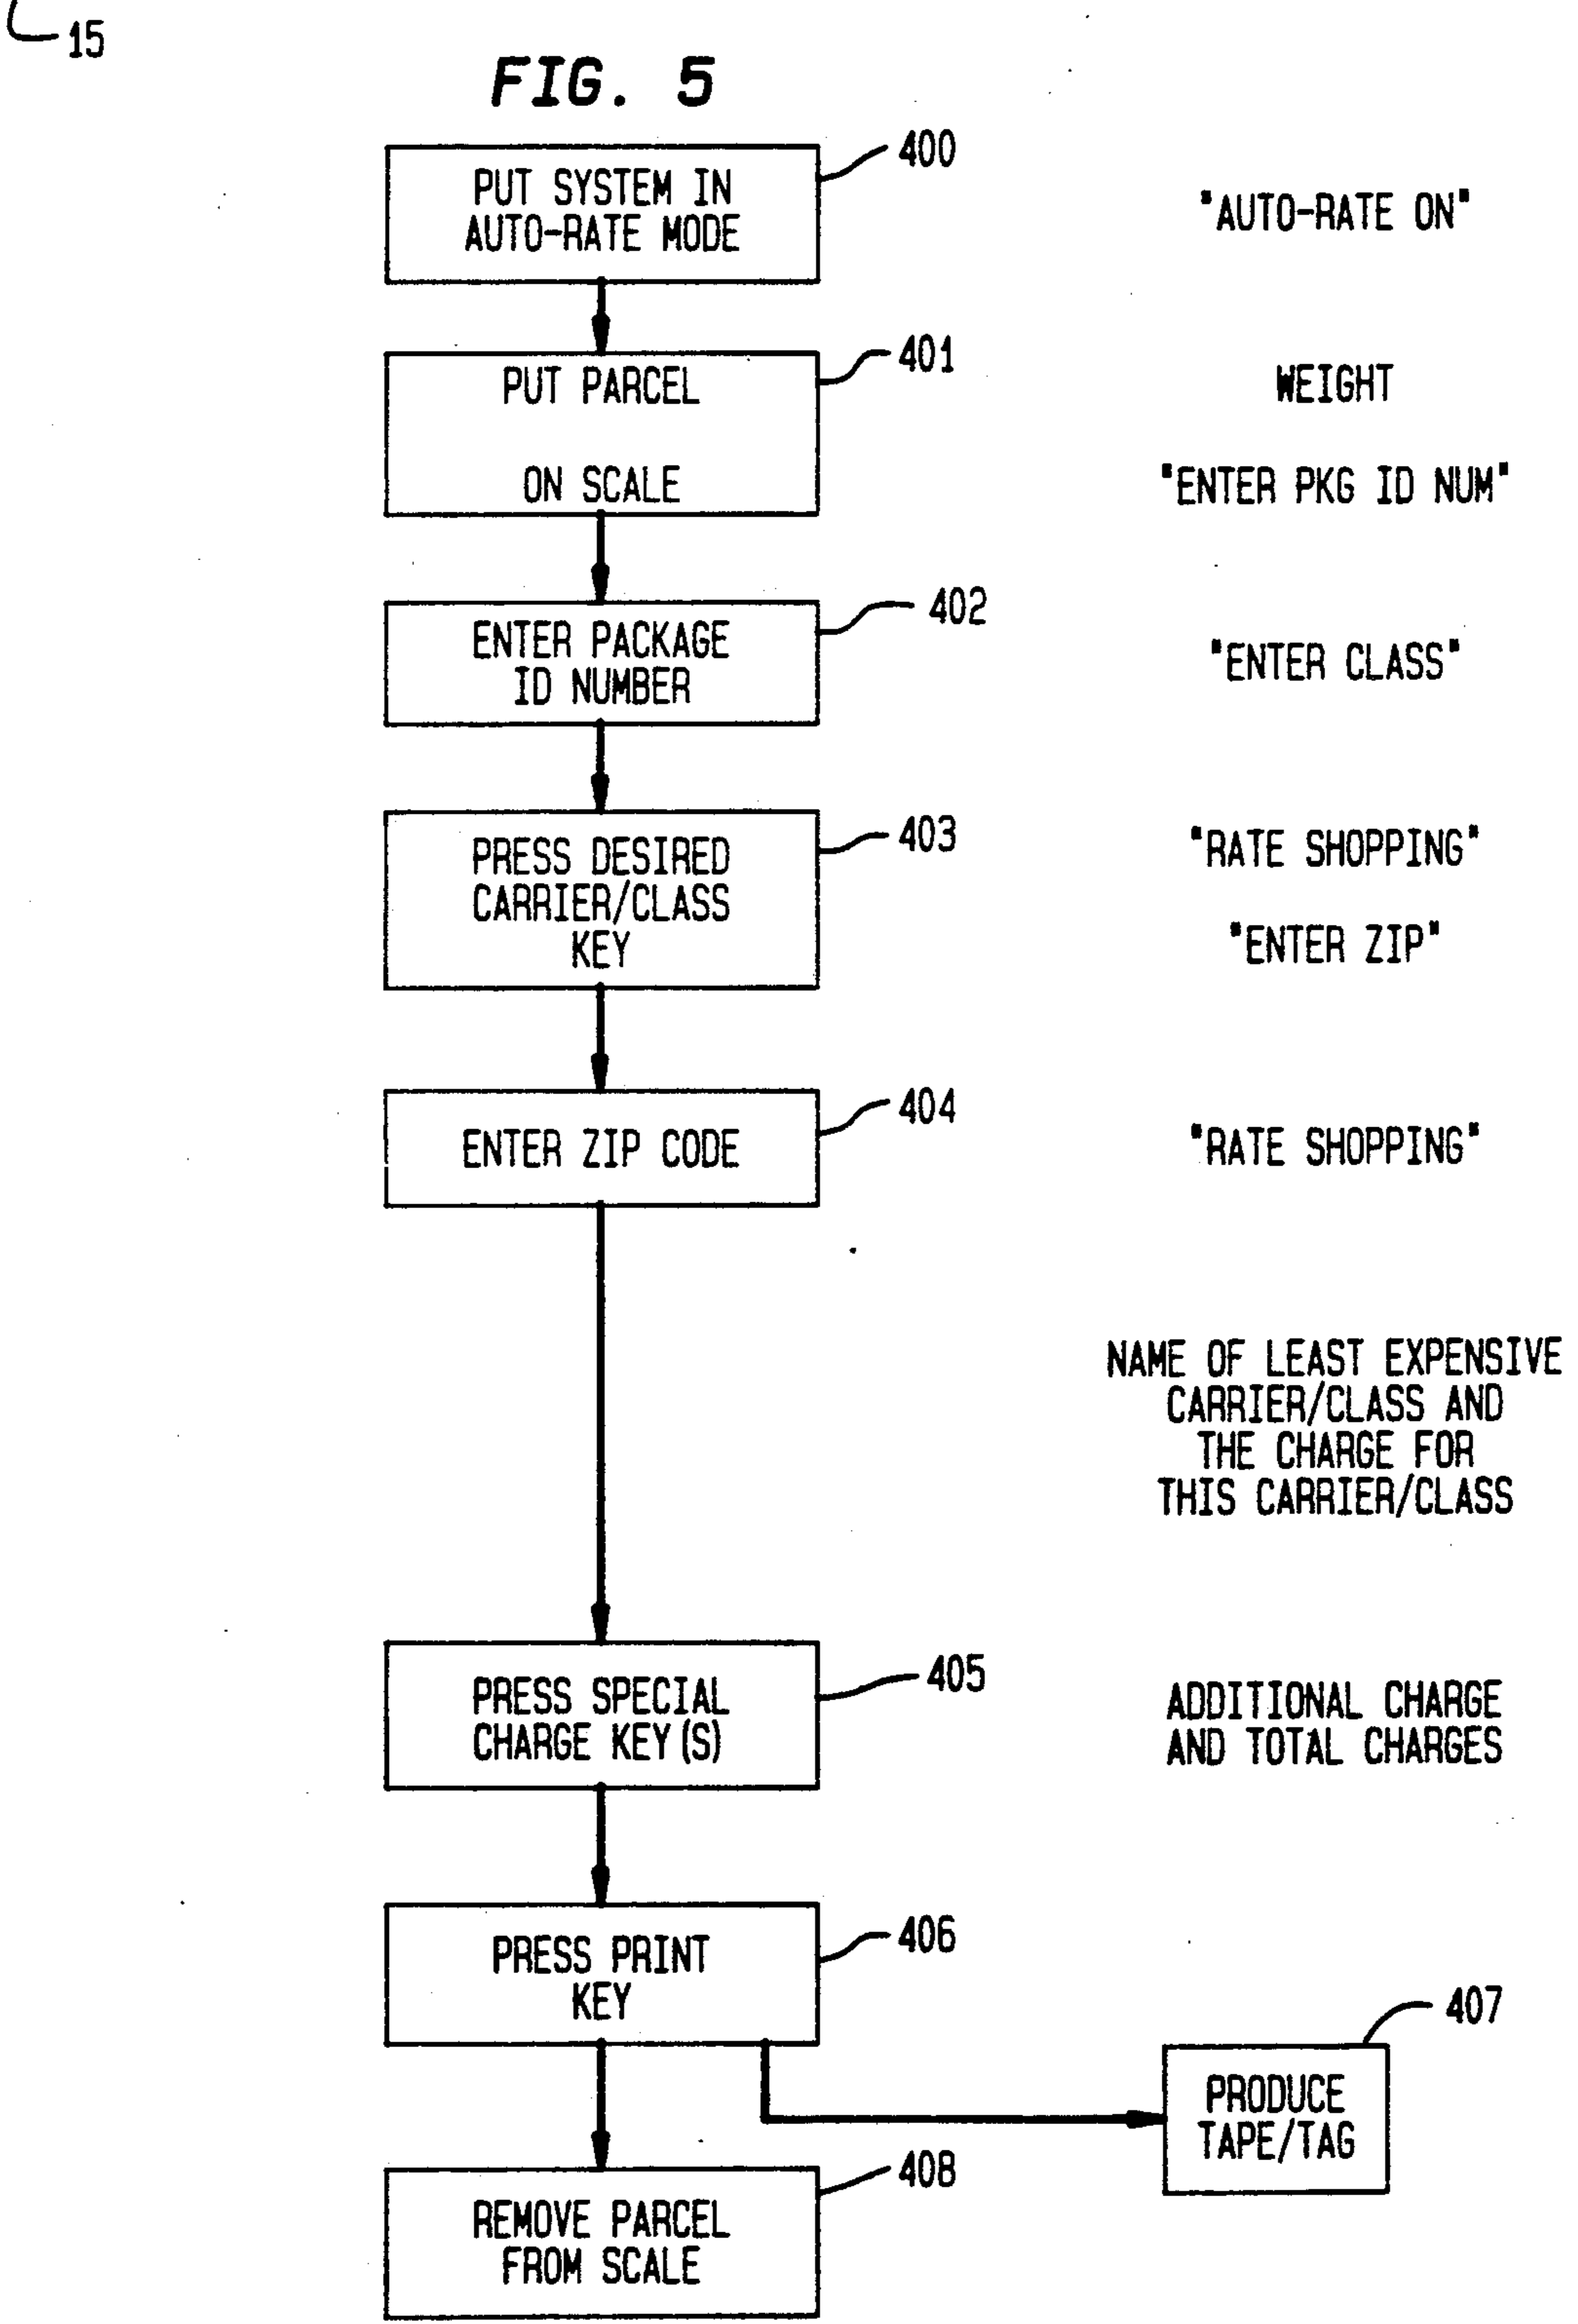 15
FIG. 5
400
PUT SYSTEM IN
AUTO-RATE MODE
"AUTO-RATE ON"
401
PUT PARCEL
ON SCALE
WEIGHT
"ENTER PKG ID NUM"
402
ENTER PACKAGE
ID NUMBER
"ENTER CLASS"
403
PRESS DESIRED
CARRIER/CLASS
KEY
"RATE SHOPPING"
"ENTER ZIP"
404
ENTER ZIP CODE
"RATE SHOPPING"
NAME OF LEAST EXPENSIVE
CARRIER/CLASS AND
THE CHARGE FOR
THIS CARRIER/CLASS
405
PRESS SPECIAL
CHARGE KEY(S)
ADDITIONAL CHARGE
AND TOTAL CHARGES
406
PRESS PRINT
KEY
407
PRODUCE
TAPE/TAG
408
REMOVE PARCEL
FROM SCALE